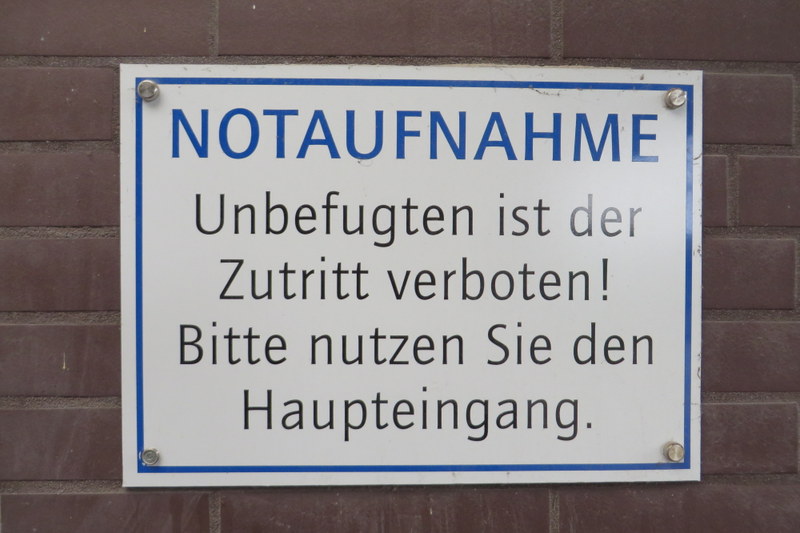 NOTAUFNAHME
Unbefugten ist der
Zutritt verboten!
Bitte nutzen Sie den
Haupteingang.